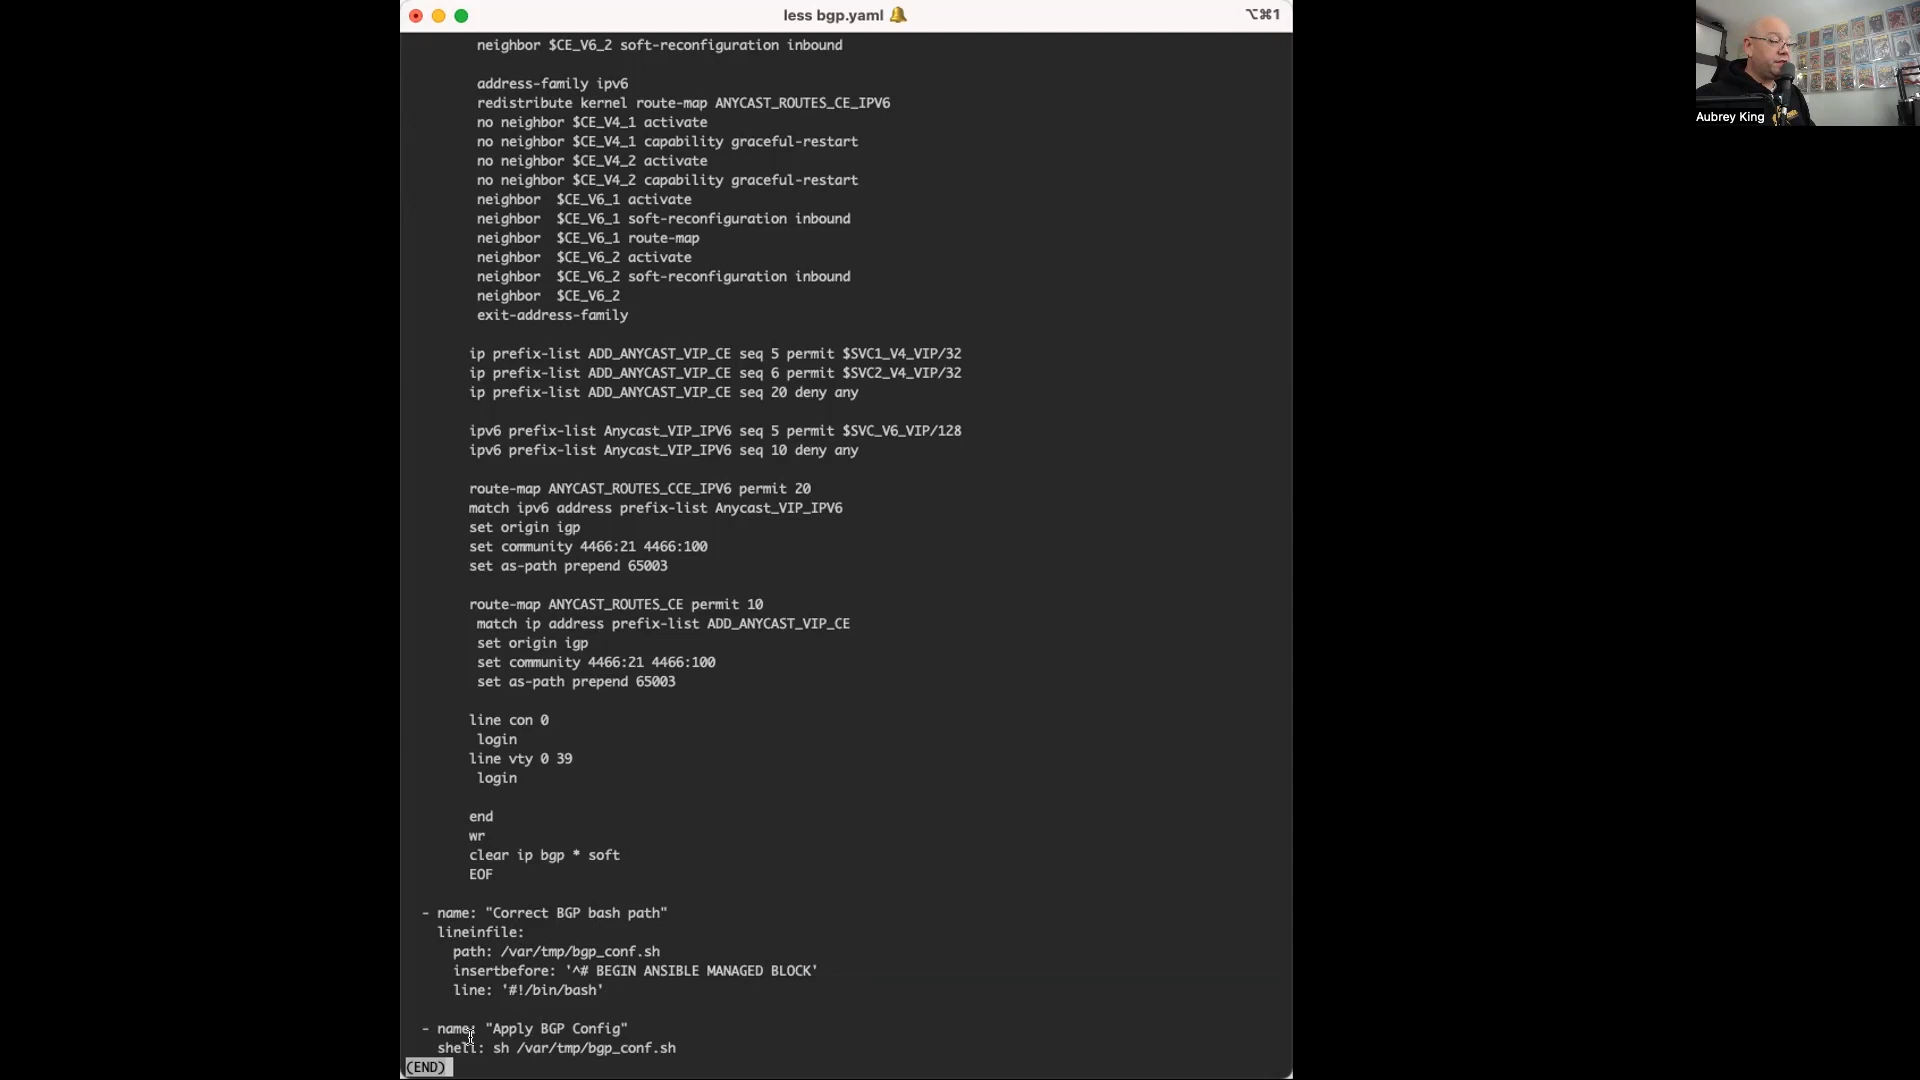 less bgp.yaml 🔔
⌥⌘1
neighbor $CE_V6_2 soft-reconfiguration inbound
address-family ipv6
redistribute kernel route-map ANYCAST_ROUTES_CE_IPV6
no neighbor $CE_V4_1 activate
no neighbor $CE_V4_1 capability graceful-restart
no neighbor $CE_V4_2 activate
no neighbor $CE_V4_2 capability graceful-restart
neighbor  $CE_V6_1 activate
neighbor  $CE_V6_1 soft-reconfiguration inbound
neighbor  $CE_V6_1 route-map
neighbor  $CE_V6_2 activate
neighbor  $CE_V6_2 soft-reconfiguration inbound
neighbor  $CE_V6_2
exit-address-family
ip prefix-list ADD_ANYCAST_VIP_CE seq 5 permit $SVC1_V4_VIP/32
ip prefix-list ADD_ANYCAST_VIP_CE seq 6 permit $SVC2_V4_VIP/32
ip prefix-list ADD_ANYCAST_VIP_CE seq 20 deny any
ipv6 prefix-list Anycast_VIP_IPV6 seq 5 permit $SVC_V6_VIP/128
ipv6 prefix-list Anycast_VIP_IPV6 seq 10 deny any
route-map ANYCAST_ROUTES_CCE_IPV6 permit 20
match ipv6 address prefix-list Anycast_VIP_IPV6
set origin igp
set community 4466:21 4466:100
set as-path prepend 65003
route-map ANYCAST_ROUTES_CE permit 10
match ip address prefix-list ADD_ANYCAST_VIP_CE
set origin igp
set community 4466:21 4466:100
set as-path prepend 65003
line con 0
login
line vty 0 39
login
end
wr
clear ip bgp * soft
EOF
- name: "Correct BGP bash path"
lineinfile:
path: /var/tmp/bgp_conf.sh
insertbefore: '^# BEGIN ANSIBLE MANAGED BLOCK'
line: '#!/bin/bash'
- name: "Apply BGP Config"
shell: sh /var/tmp/bgp_conf.sh
(END)
Aubrey King